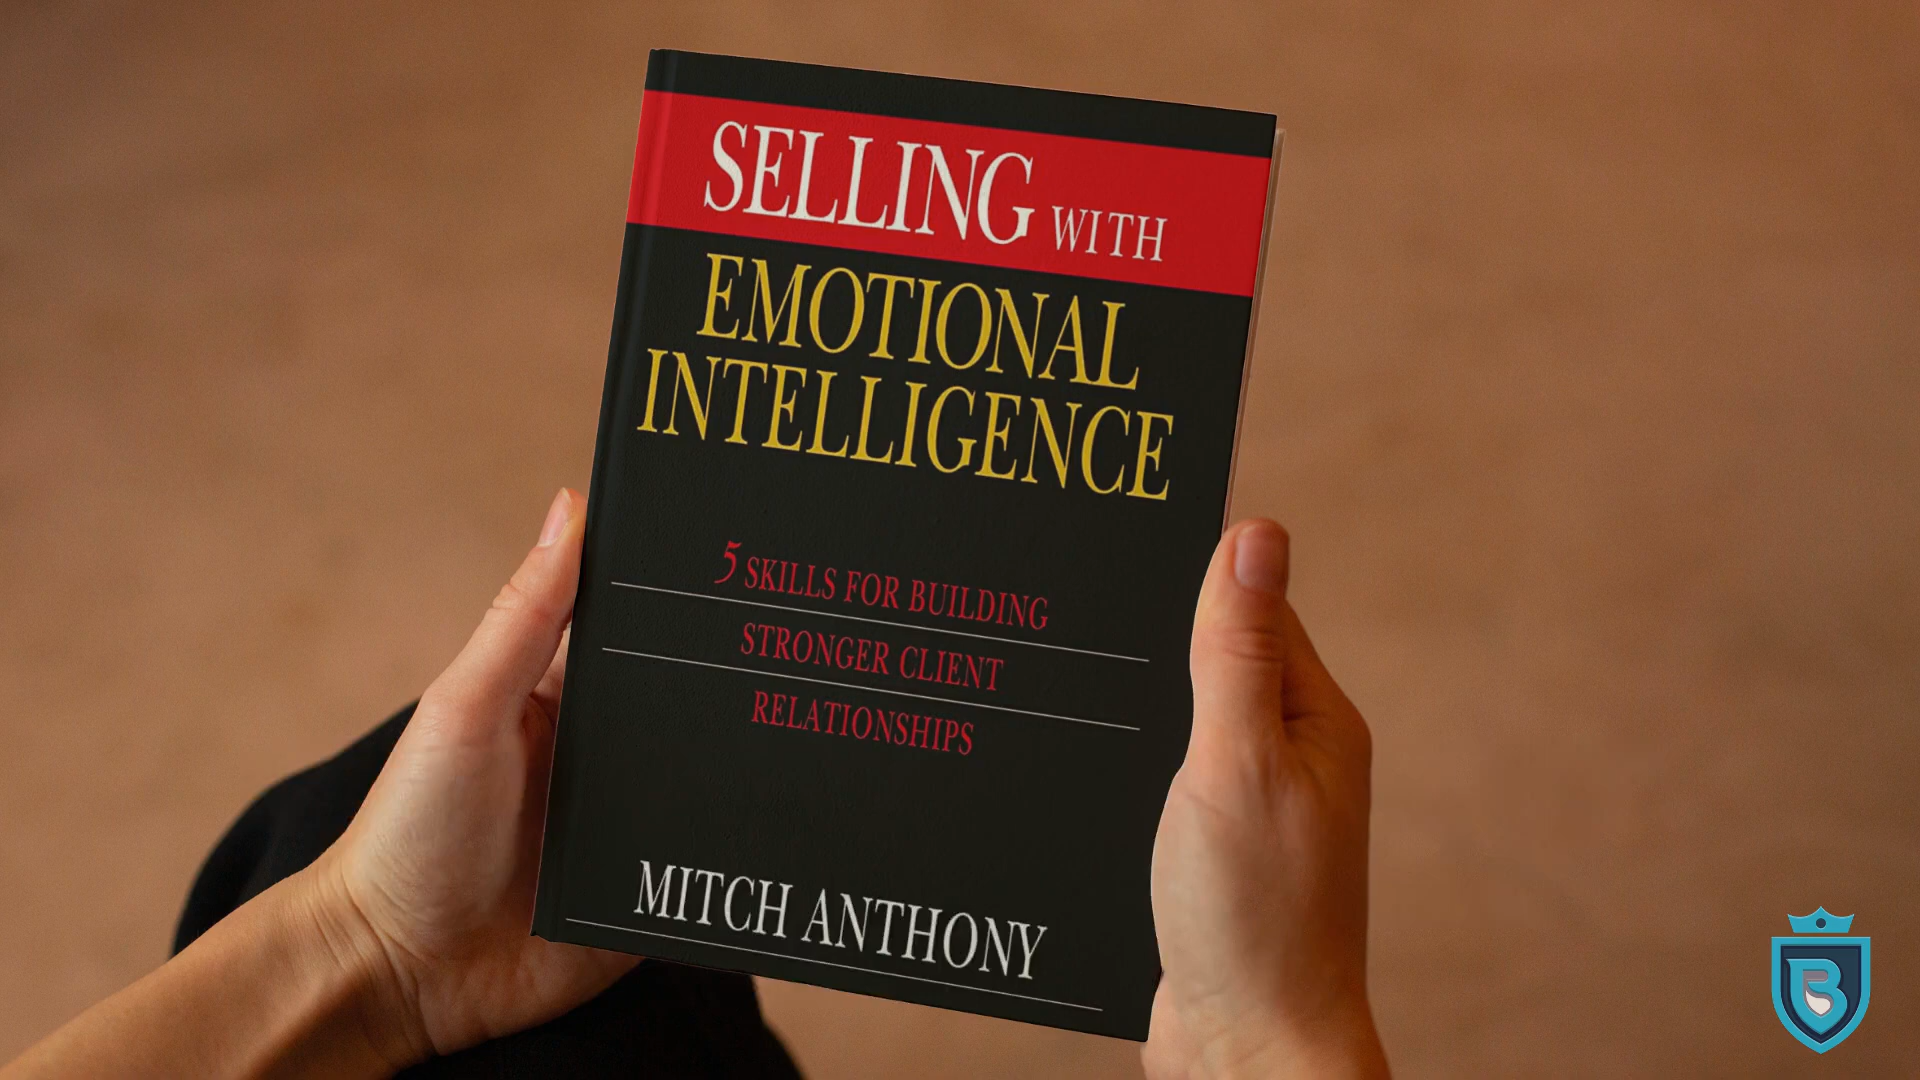 SELLING WITH
EMOTIONAL
INTELLIGENCE
5 SKILLS FOR BUILDING
STRONGER CLIENT
RELATIONSHIPS
MITCH ANTHONY
B